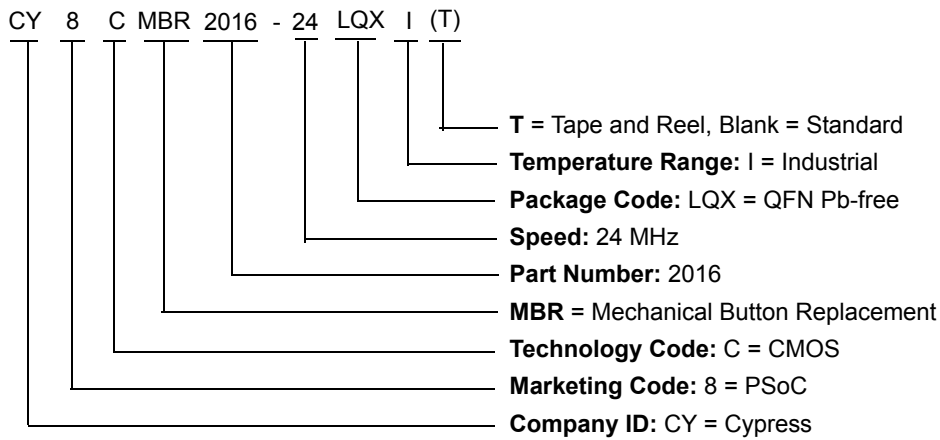 CY 8 C MBR 2016 - 24 LQX I (T)
T = Tape and Reel, Blank = Standard
Temperature Range: I = Industrial
Package Code: LQX = QFN Pb-free
Speed: 24 MHz
Part Number: 2016
MBR = Mechanical Button Replacement
Technology Code: C = CMOS
Marketing Code: 8 = PSoC
Company ID: CY = Cypress